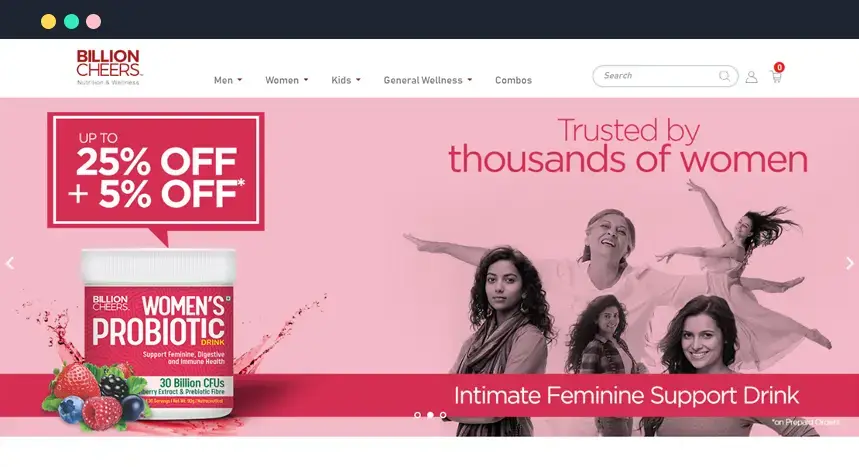 BILLION
CHEERS™
Nutrition & Wellness
Men
Women
Kids
General Wellness
Combos
Search
0
UP TO
25% OFF
+ 5% OFF*
Trusted by
thousands of women
BILLION
CHEERS
WOMEN'S
PROBIOTIC
DRINK
Support Feminine, Digestive
and Immune Health
30 Billion CFUs
berry Extract & Prebiotic Fibre
Intimate Feminine Support Drink
*on Prepaid Orders